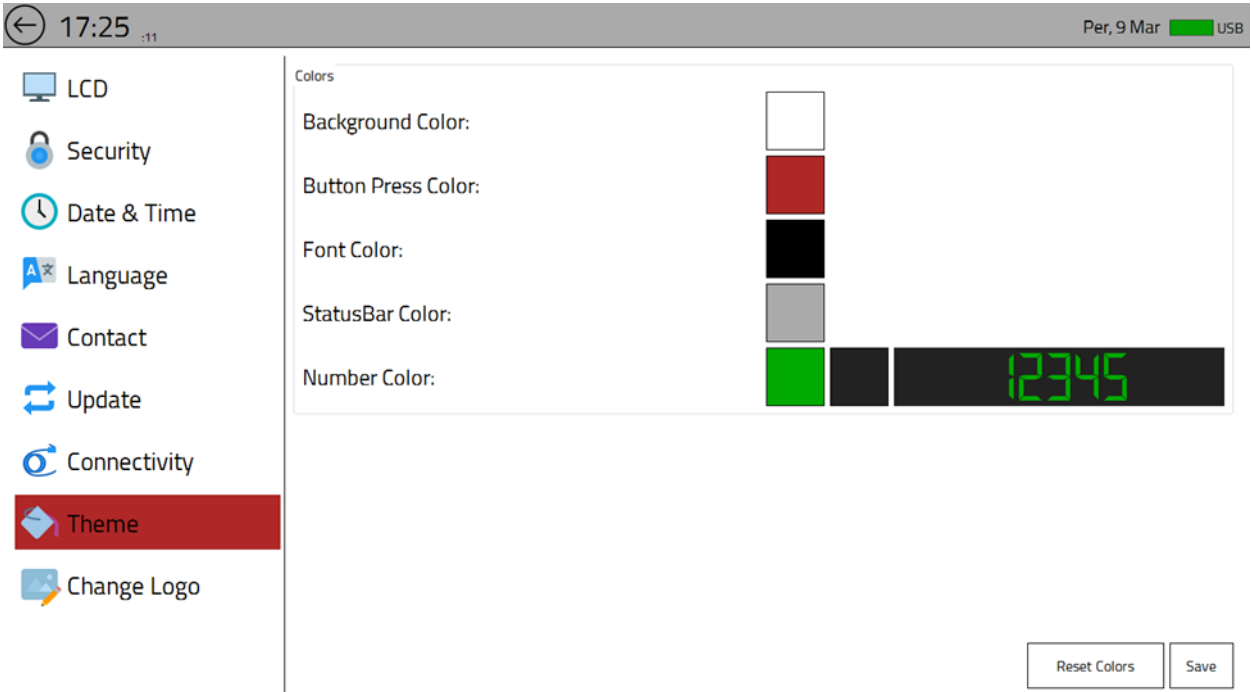 17:25 :11
Per, 9 Mar USB
LCD
Security
Date & Time
Language
Contact
Update
Connectivity
Theme
Change Logo
Colors
Background Color:
Button Press Color:
Font Color:
StatusBar Color:
Number Color:
12345
Reset Colors
Save